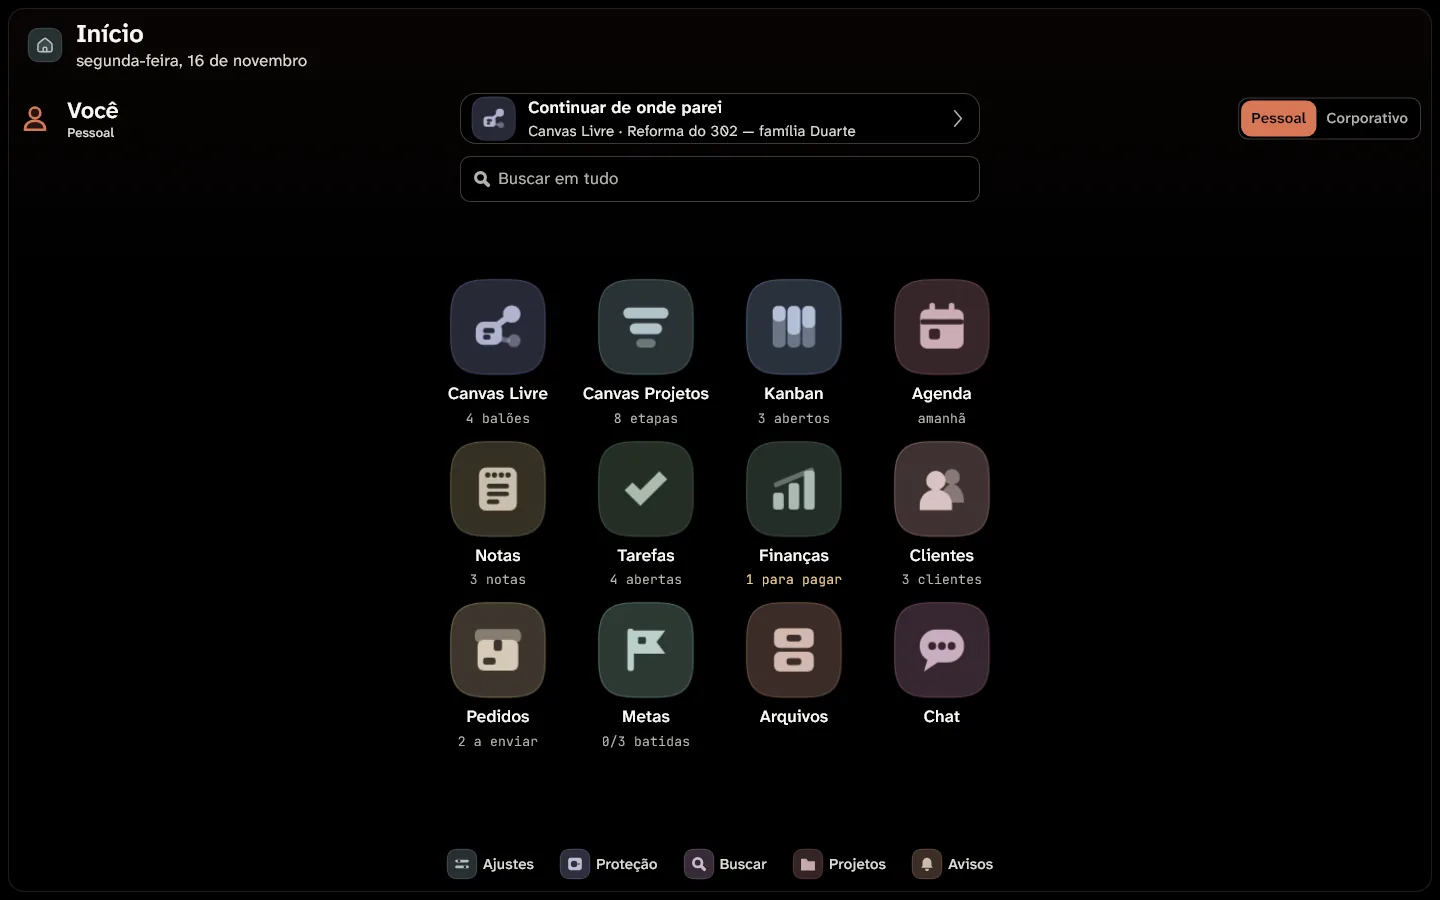 Início
segunda-feira, 16 de novembro
Você
Pessoal
Continuar de onde parei
Canvas Livre · Reforma do 302 — família Duarte
Pessoal
Corporativo
Buscar em tudo
Canvas Livre
4 balões
Canvas Projetos
8 etapas
Kanban
3 abertos
Agenda
amanhã
Notas
3 notas
Tarefas
4 abertas
Finanças
1 para pagar
Clientes
3 clientes
Pedidos
2 a enviar
Metas
0/3 batidas
Arquivos
Chat
Ajustes
Proteção
Buscar
Projetos
Avisos